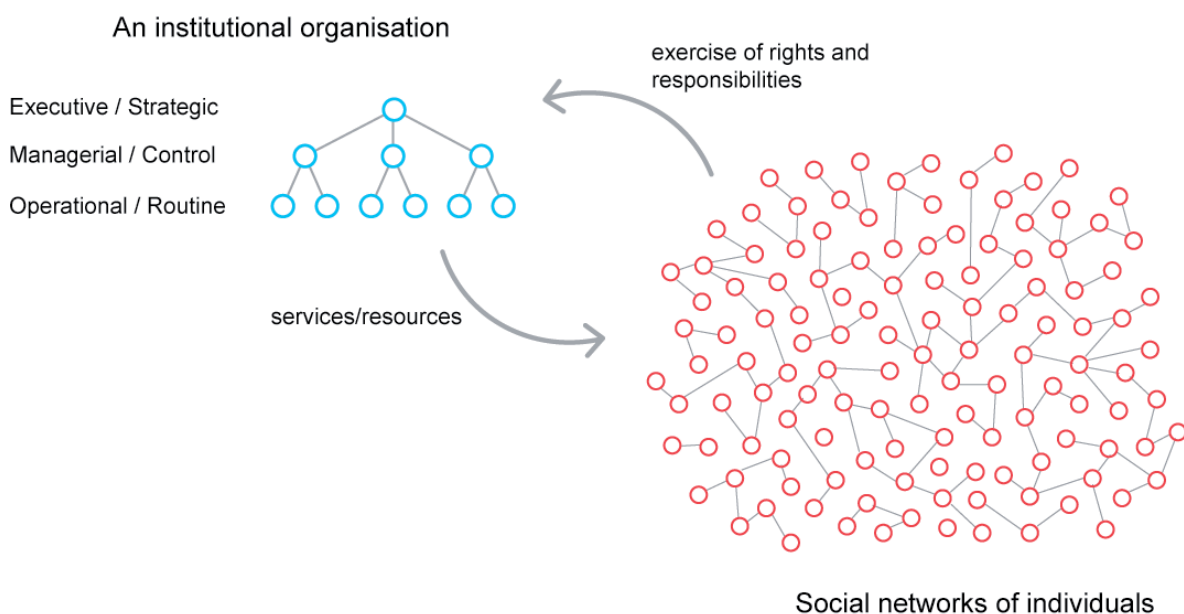 An institutional organisation
exercise of rights and
responsibilities
Executive / Strategic
Managerial / Control
Operational / Routine
services/resources
Social networks of individuals